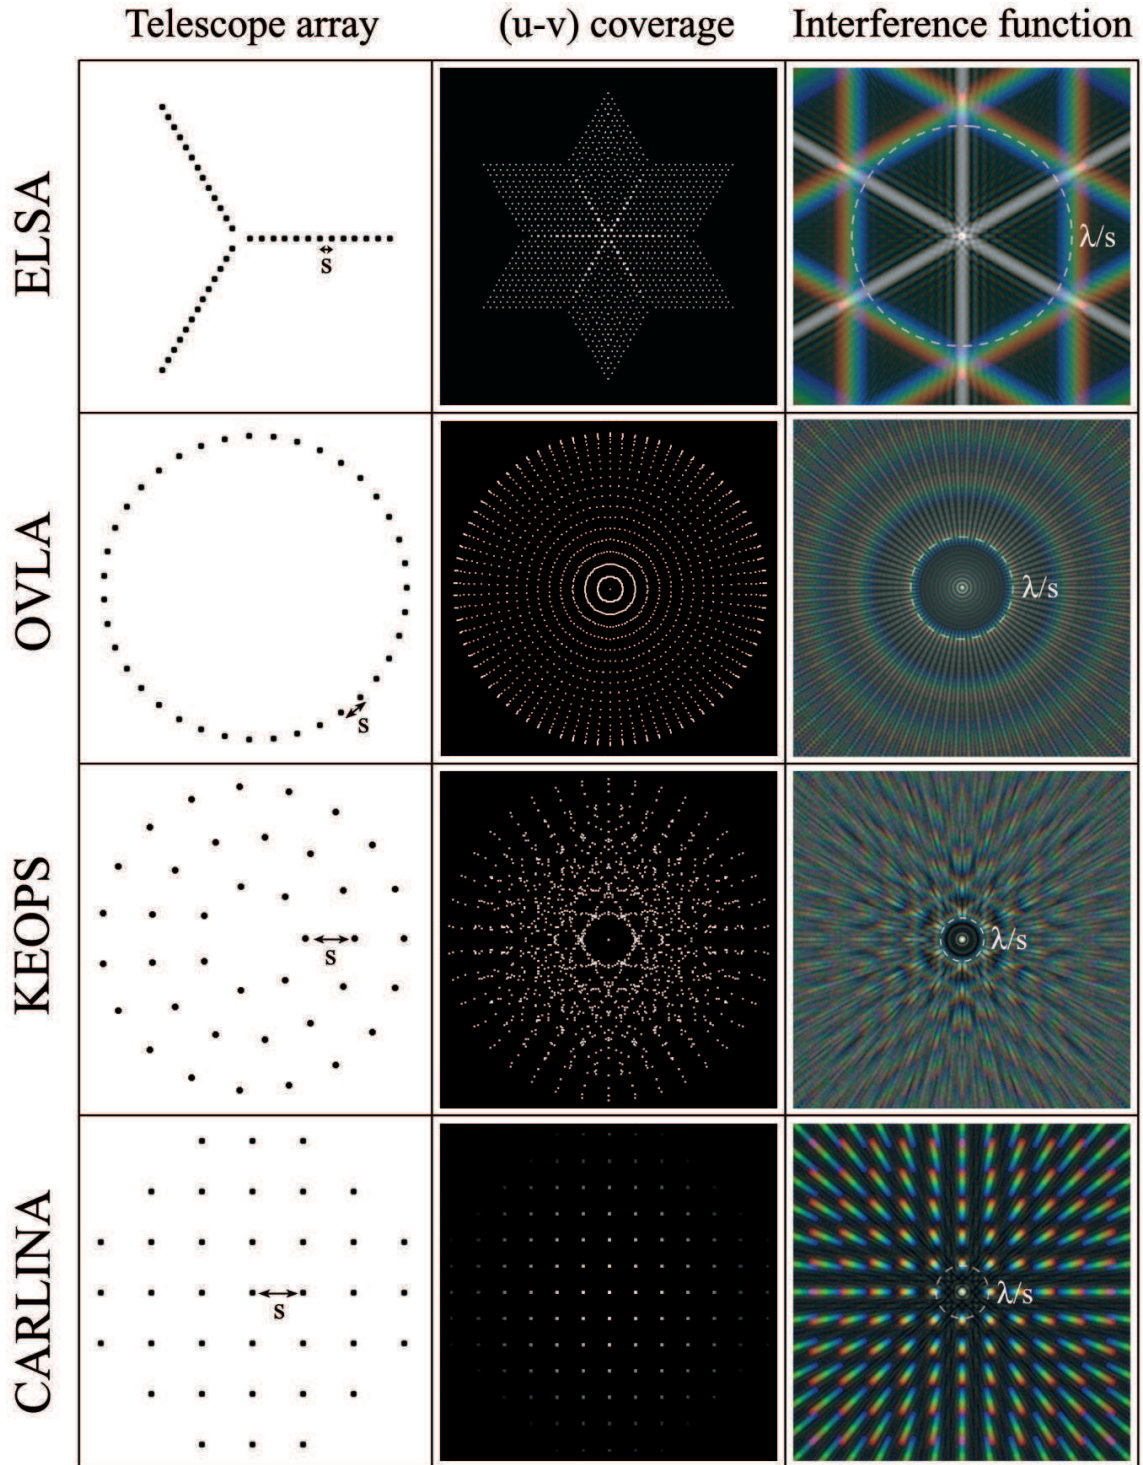 Telescope array (u-v) coverage Interference function
ELSA
s
λ/s
OVLA
s
λ/s
KEOPS
s
λ/s
CARLINA
s
λ/s